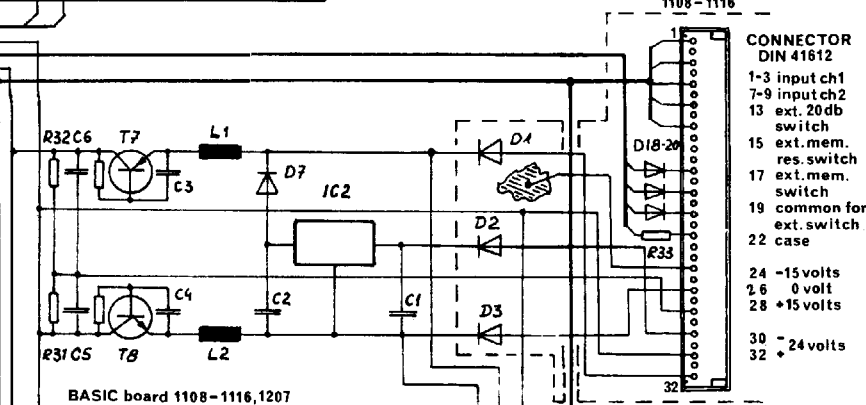 1108-1116
CONNECTOR
DIN 41612
1
1-3 input ch1
7-9 input ch2
13 ext. 20db
switch
15 ext.mem.
res. switch
17 ext.mem.
switch
19 common for
ext. switch
22 case
24 -15 volts
26 0 volt
28 +15 volts
30 -
32 + 24 volts
32
R32 C6 T7 L1 D1 D18-20
C3 D7 IC2
D2
R33
C4 C2 C1 D3
R31 C5 T8 L2
BASIC board 1108-1116,1207